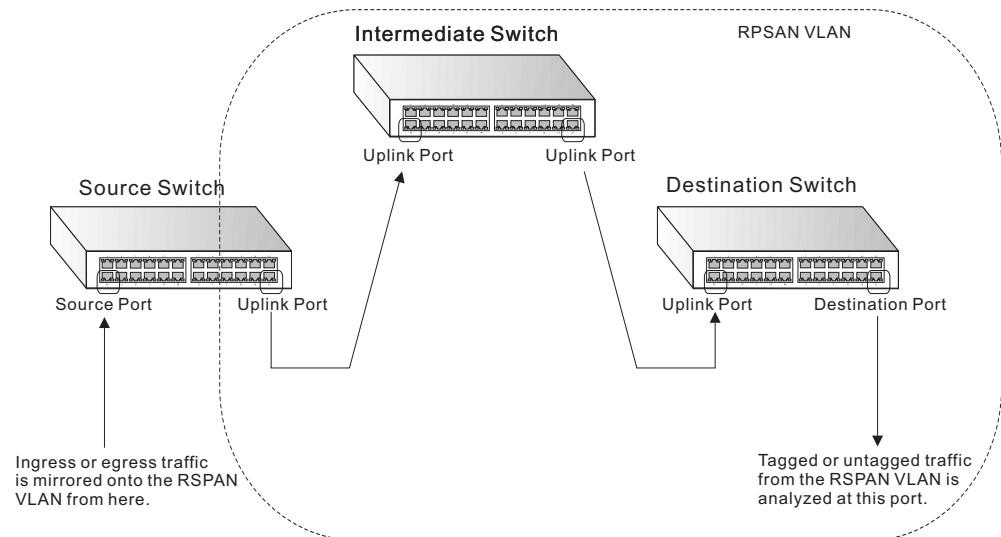 Intermediate Switch
RPSAN VLAN
Uplink Port
Uplink Port
Source Switch
Destination Switch
Source Port
Uplink Port
Uplink Port
Destination Port
Ingress or egress traffic
is mirrored onto the RSPAN
VLAN from here.
Tagged or untagged traffic
from the RSPAN VLAN is
analyzed at this port.